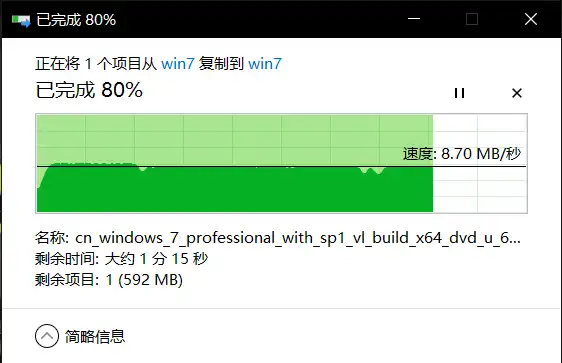 已完成 80%
正在将 1 个项目从 win7 复制到 win7
已完成 80%
速度: 8.70 MB/秒
名称: cn_windows_7_professional_with_sp1_vl_build_x64_dvd_u_6...
剩余时间: 大约 1 分 15 秒
剩余项目: 1 (592 MB)
简略信息